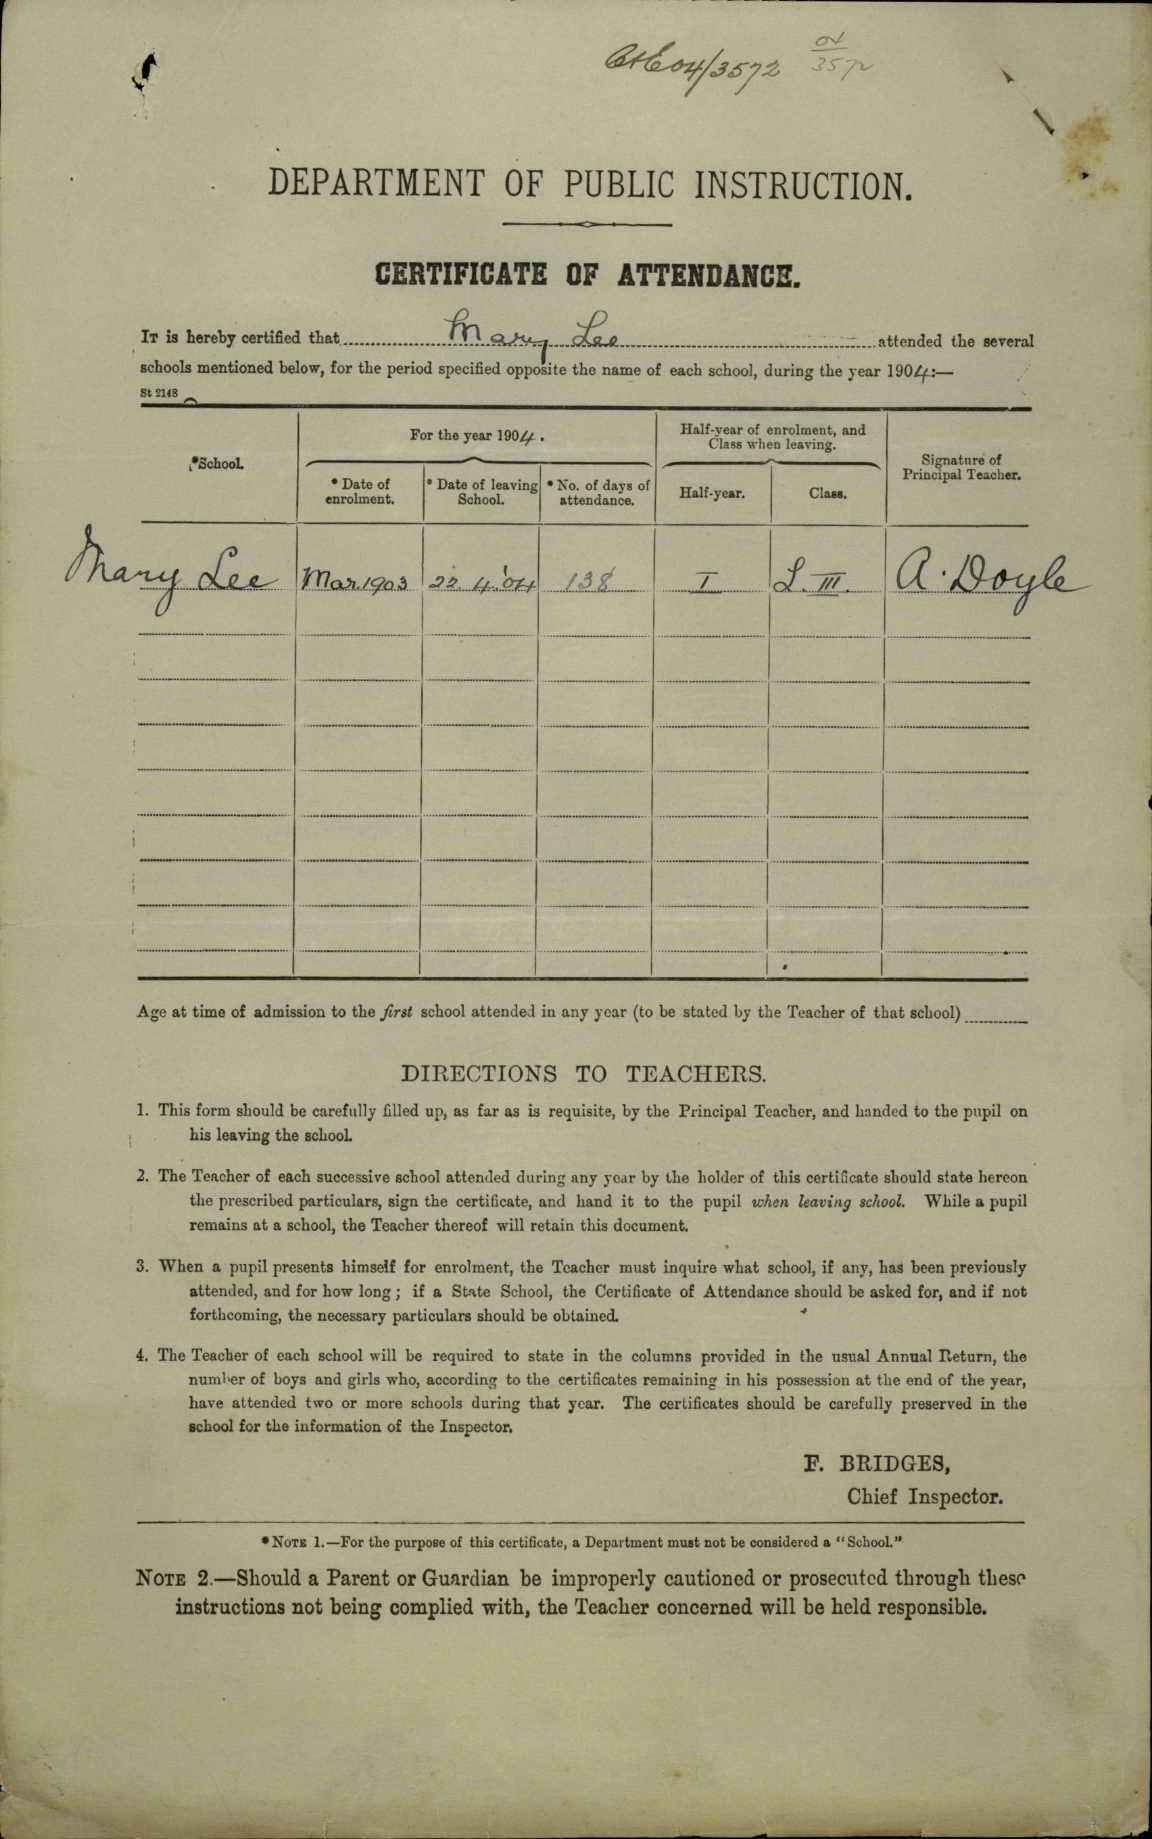 C&E 04/3572 04/3572
DEPARTMENT OF PUBLIC INSTRUCTION.
CERTIFICATE OF ATTENDANCE.
IT is hereby certified that Mary Lee attended the several
schools mentioned below, for the period specified opposite the name of each school, during the year 1904:—
St 2148
For the year 1904.
Half-year of enrolment, and
Class when leaving.
*School.
Signature of
Principal Teacher.
* Date of
enrolment.
* Date of leaving
School.
* No. of days of
attendance.
Half-year.
Class.
Mary Lee Mar. 1903 22. 4. '04 138 I L. III. A. Doyle
Age at time of admission to the first school attended in any year (to be stated by the Teacher of that school)
DIRECTIONS TO TEACHERS.
1. This form should be carefully filled up, as far as is requisite, by the Principal Teacher, and handed to the pupil on
his leaving the school.
2. The Teacher of each successive school attended during any year by the holder of this certificate should state hereon
the prescribed particulars, sign the certificate, and hand it to the pupil when leaving school. While a pupil
remains at a school, the Teacher thereof will retain this document.
3. When a pupil presents himself for enrolment, the Teacher must inquire what school, if any, has been previously
attended, and for how long; if a State School, the Certificate of Attendance should be asked for, and if not
forthcoming, the necessary particulars should be obtained.
4. The Teacher of each school will be required to state in the columns provided in the usual Annual Return, the
number of boys and girls who, according to the certificates remaining in his possession at the end of the year,
have attended two or more schools during that year. The certificates should be carefully preserved in the
school for the information of the Inspector.
F. BRIDGES,
Chief Inspector.
*NOTE 1.—For the purpose of this certificate, a Department must not be considered a "School."
NOTE 2.—Should a Parent or Guardian be improperly cautioned or prosecuted through these
instructions not being complied with, the Teacher concerned will be held responsible.